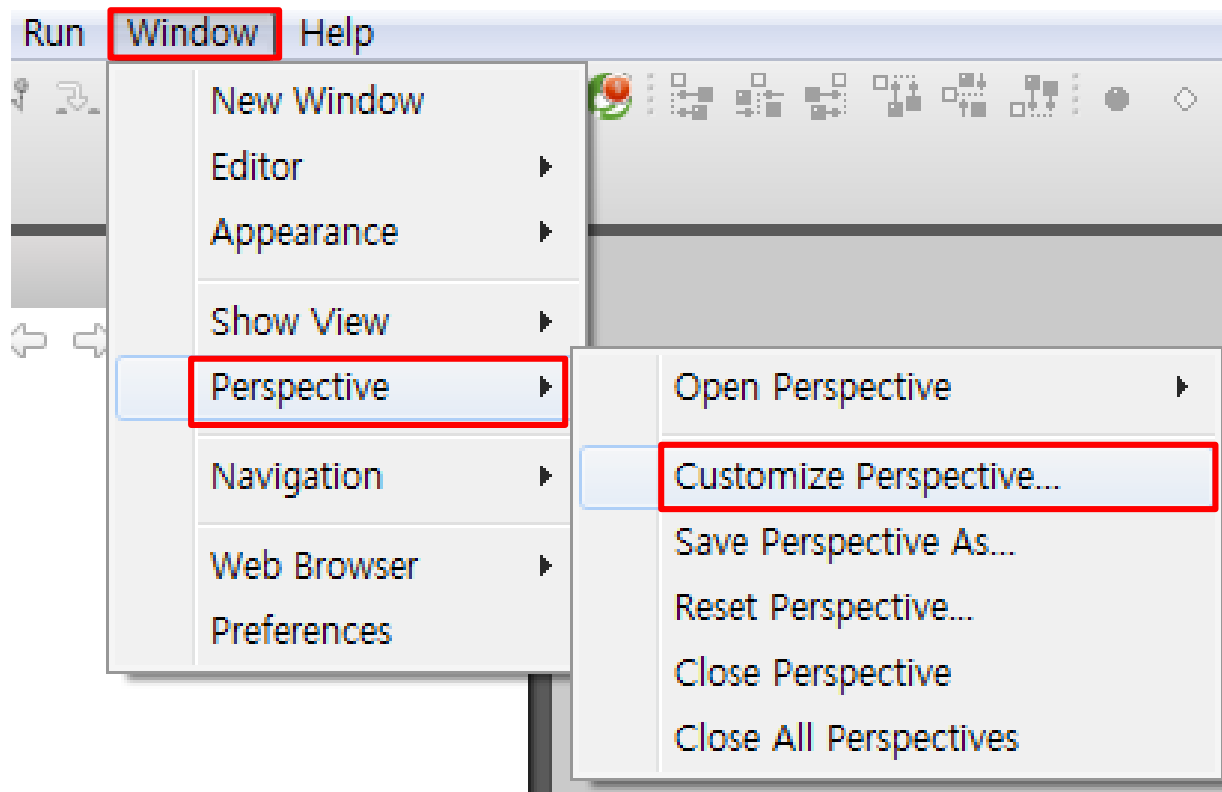 Run Window Help
New Window
Editor
Appearance
Show View
Perspective
Navigation
Web Browser
Preferences
Open Perspective
Customize Perspective...
Save Perspective As...
Reset Perspective...
Close Perspective
Close All Perspectives